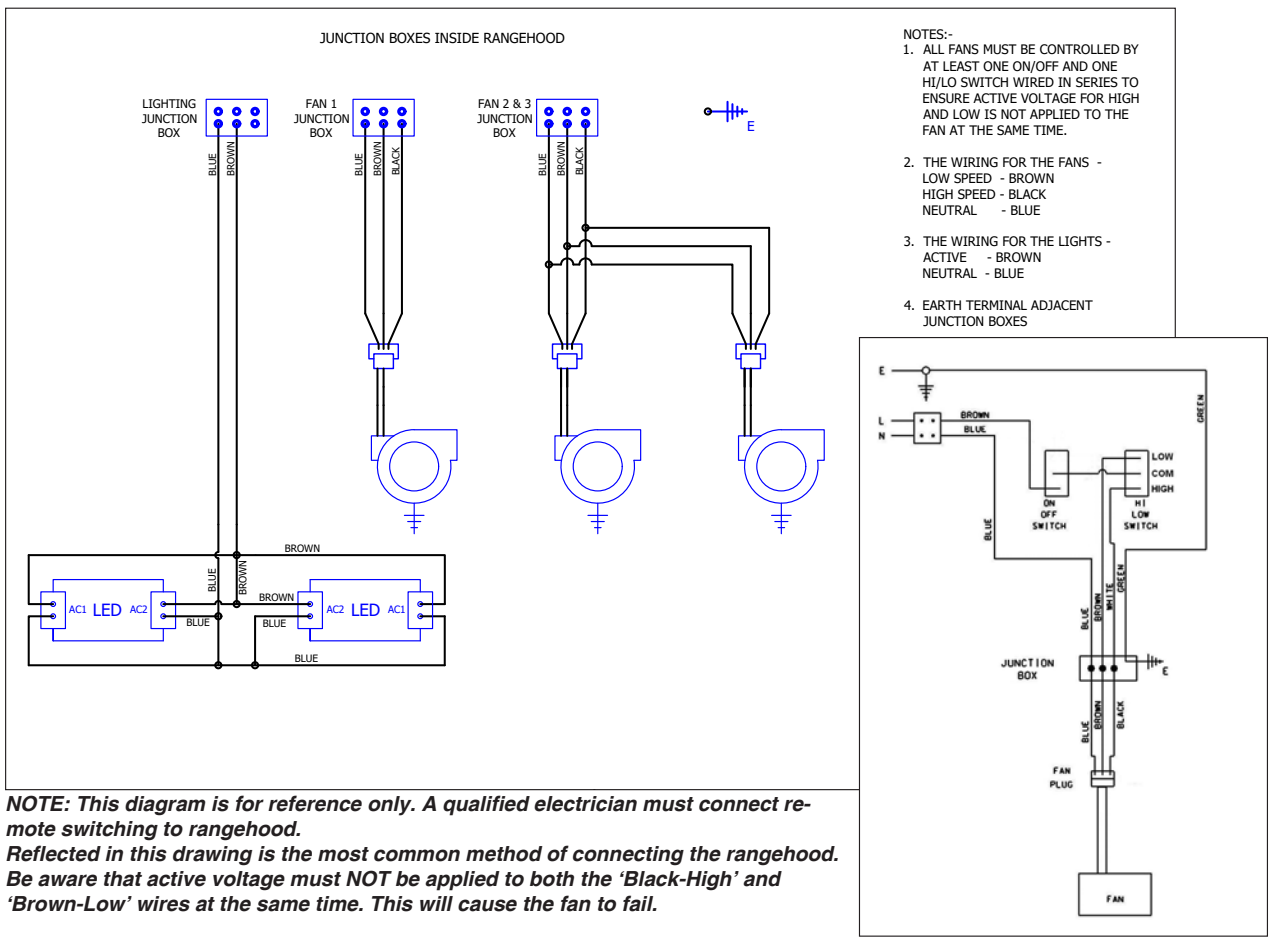 JUNCTION BOXES INSIDE RANGEHOOD
LIGHTING
JUNCTION
BOX
FAN 1
JUNCTION
BOX
FAN 2 & 3
JUNCTION
BOX
E
BLUE
BROWN
BLUE
BROWN
BLACK
BLUE
BROWN
BLACK
NOTES:-
1. ALL FANS MUST BE CONTROLLED BY
AT LEAST ONE ON/OFF AND ONE
HI/LO SWITCH WIRED IN SERIES TO
ENSURE ACTIVE VOLTAGE FOR HIGH
AND LOW IS NOT APPLIED TO THE
FAN AT THE SAME TIME.
2. THE WIRING FOR THE FANS -
LOW SPEED - BROWN
HIGH SPEED - BLACK
NEUTRAL - BLUE
3. THE WIRING FOR THE LIGHTS -
ACTIVE - BROWN
NEUTRAL - BLUE
4. EARTH TERMINAL ADJACENT
JUNCTION BOXES
BROWN
BLUE
BROWN
AC1 LED AC2
BROWN
BLUE
BLUE
AC2 LED AC1
BLUE
E
L
N
BROWN
BLUE
GREEN
LOW
COM
HIGH
ON
OFF
SWITCH
HI
LOW
SWITCH
BLUE
BLUE
BROWN
WHITE
GREEN
JUNCTION
BOX
E
BLUE
BROWN
BLACK
FAN
PLUG
FAN
NOTE: This diagram is for reference only. A qualified electrician must connect re-
mote switching to rangehood.
Reflected in this drawing is the most common method of connecting the rangehood.
Be aware that active voltage must NOT be applied to both the ‘Black-High’ and
‘Brown-Low’ wires at the same time. This will cause the fan to fail.